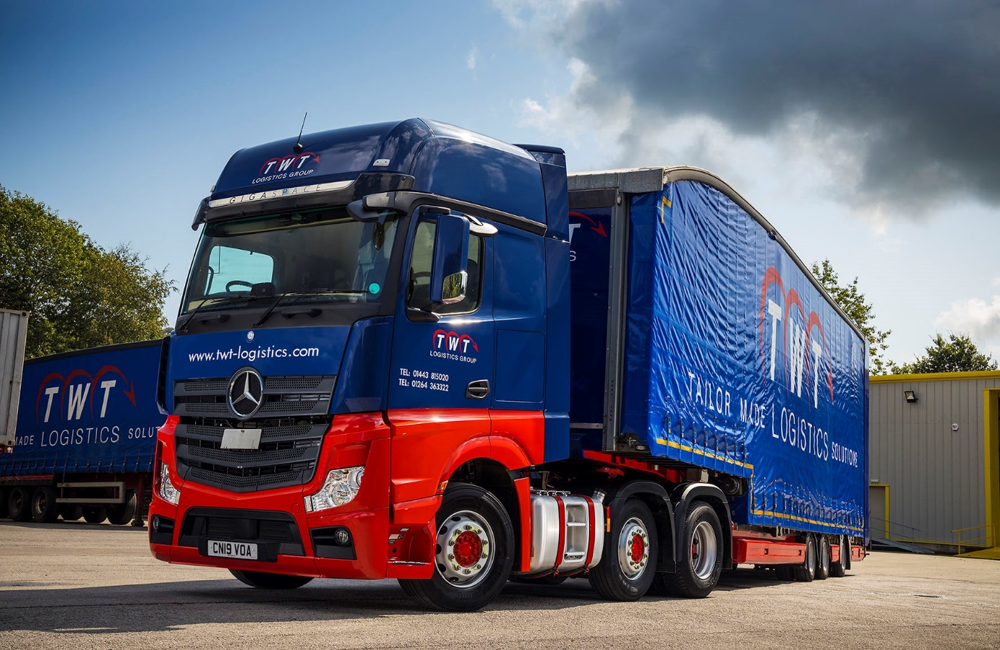 TWT
LOGISTICS GROUP
GIGASPACE
www.twt-logistics.com
TWT
LOGISTICS GROUP
TEL: 01443 815020
TEL: 01264 363322
CN19 VOA
T
S
TWT
TAILOR MADE LOGISTICS SOLUTIONS
TWT
MADE LOGISTICS SOLUT